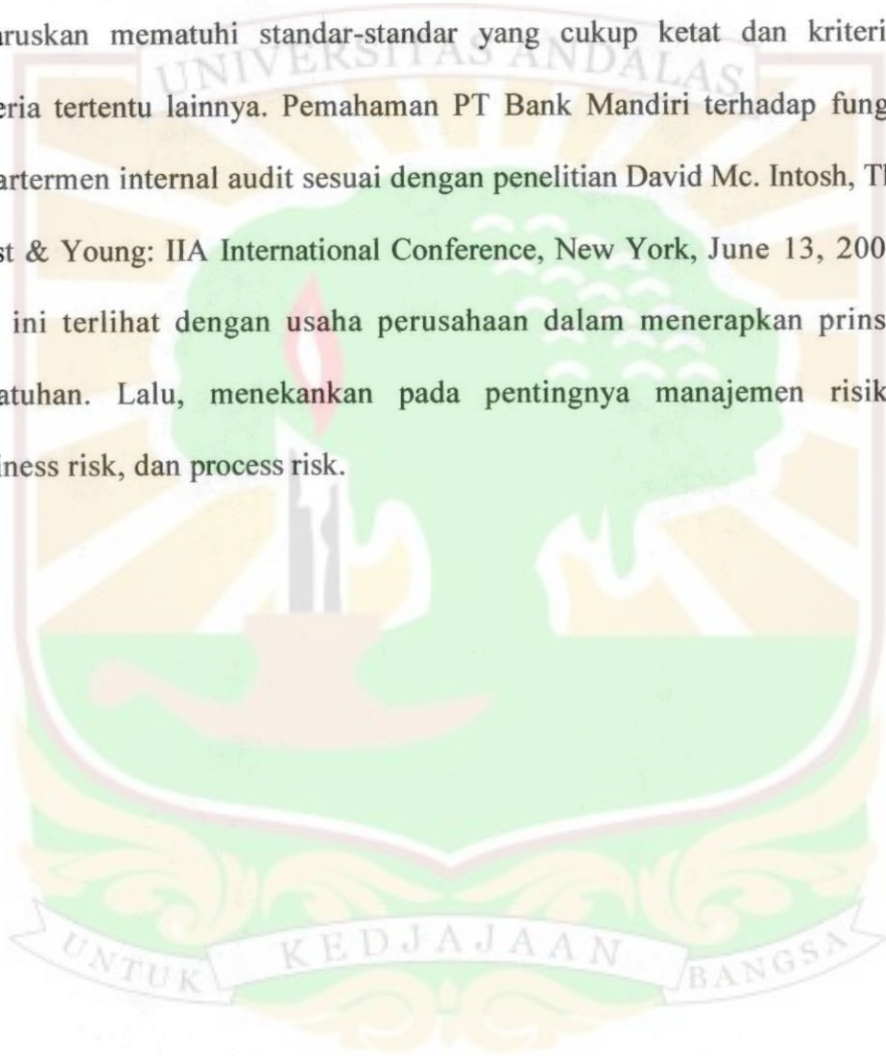 aruskan mematuhi standar-standar yang cukup ketat dan kriteri
eria tertentu lainnya. Pemahaman PT Bank Mandiri terhadap fung
artermen internal audit sesuai dengan penelitian David Mc. Intosh, Th
st & Young: IIA International Conference, New York, June 13, 200
ini terlihat dengan usaha perusahaan dalam menerapkan prins
atuhan. Lalu, menekankan pada pentingnya manajemen risik
iness risk, dan process risk.
UNIVERSITAS ANDALAS
UNTUK KEDJAJAAN BANGSA